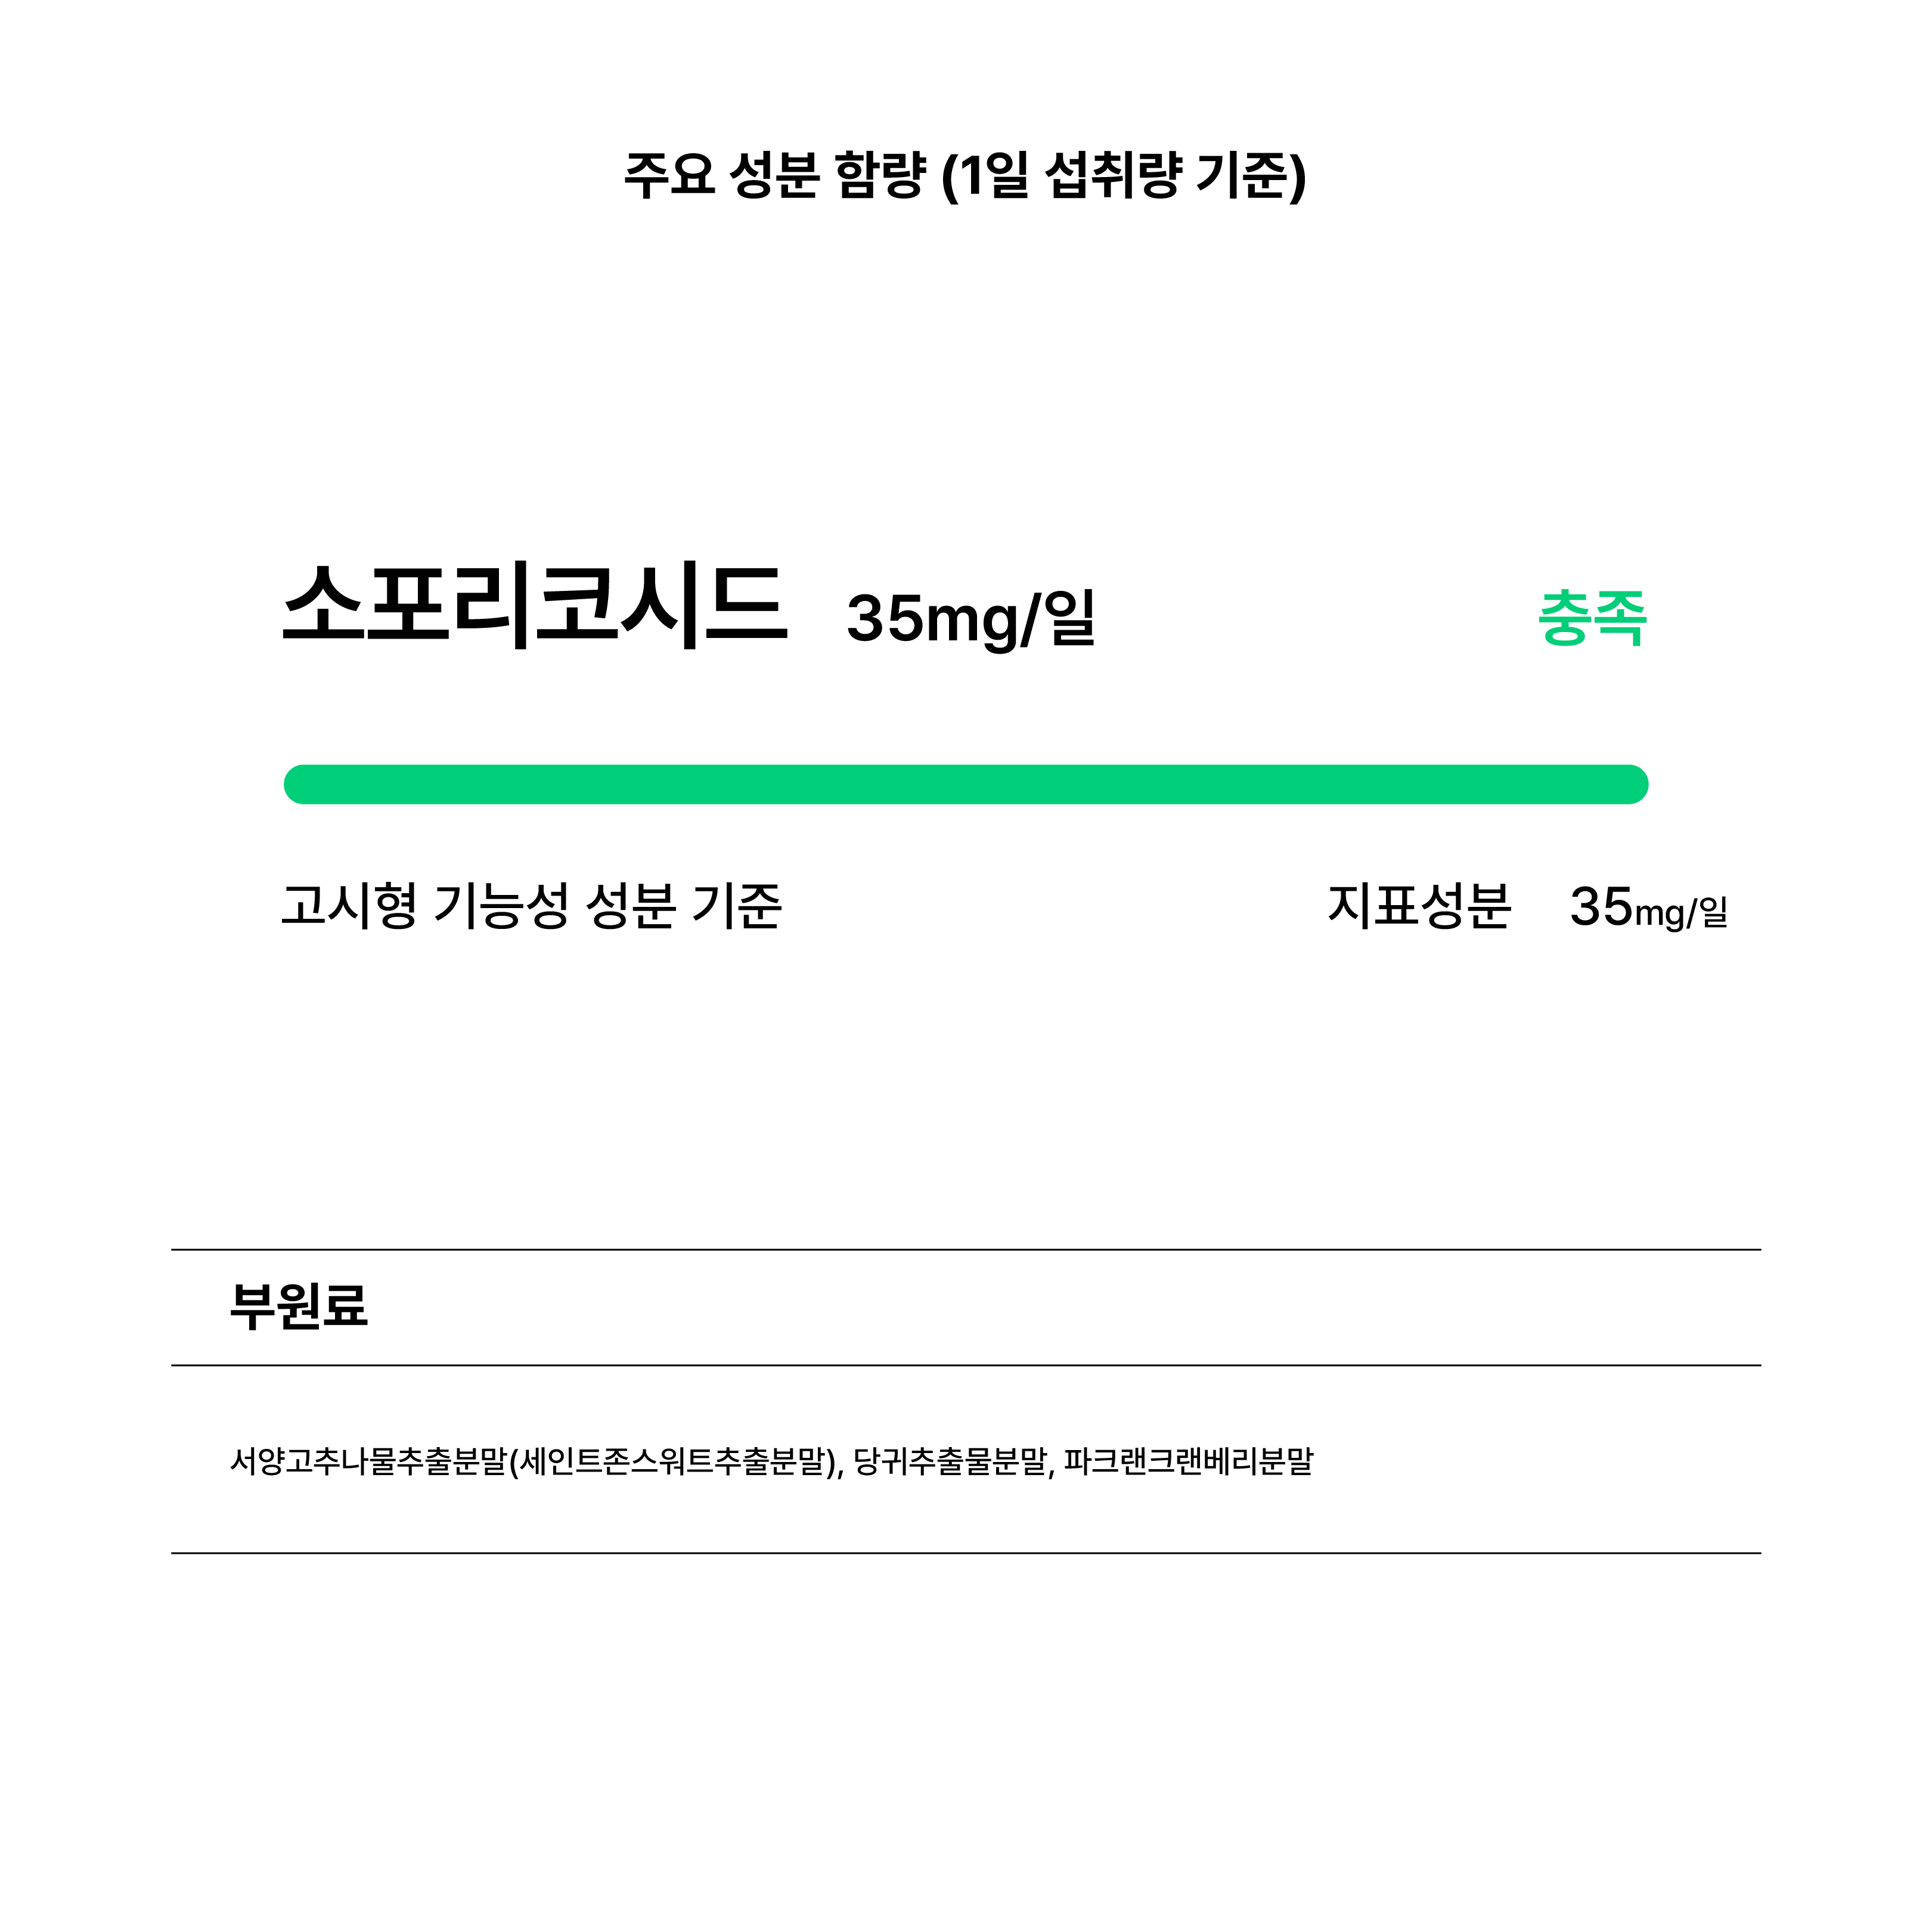 주요 성분 함량 (1일 섭취량 기준)
소포리코시드 35mg/일 충족
고시형 기능성 성분 기준 지표성분 35mg/일
부원료
서양고추나물추출분말(세인트존스워트추출분말), 당귀추출물분말, 파크랜크랜베리분말